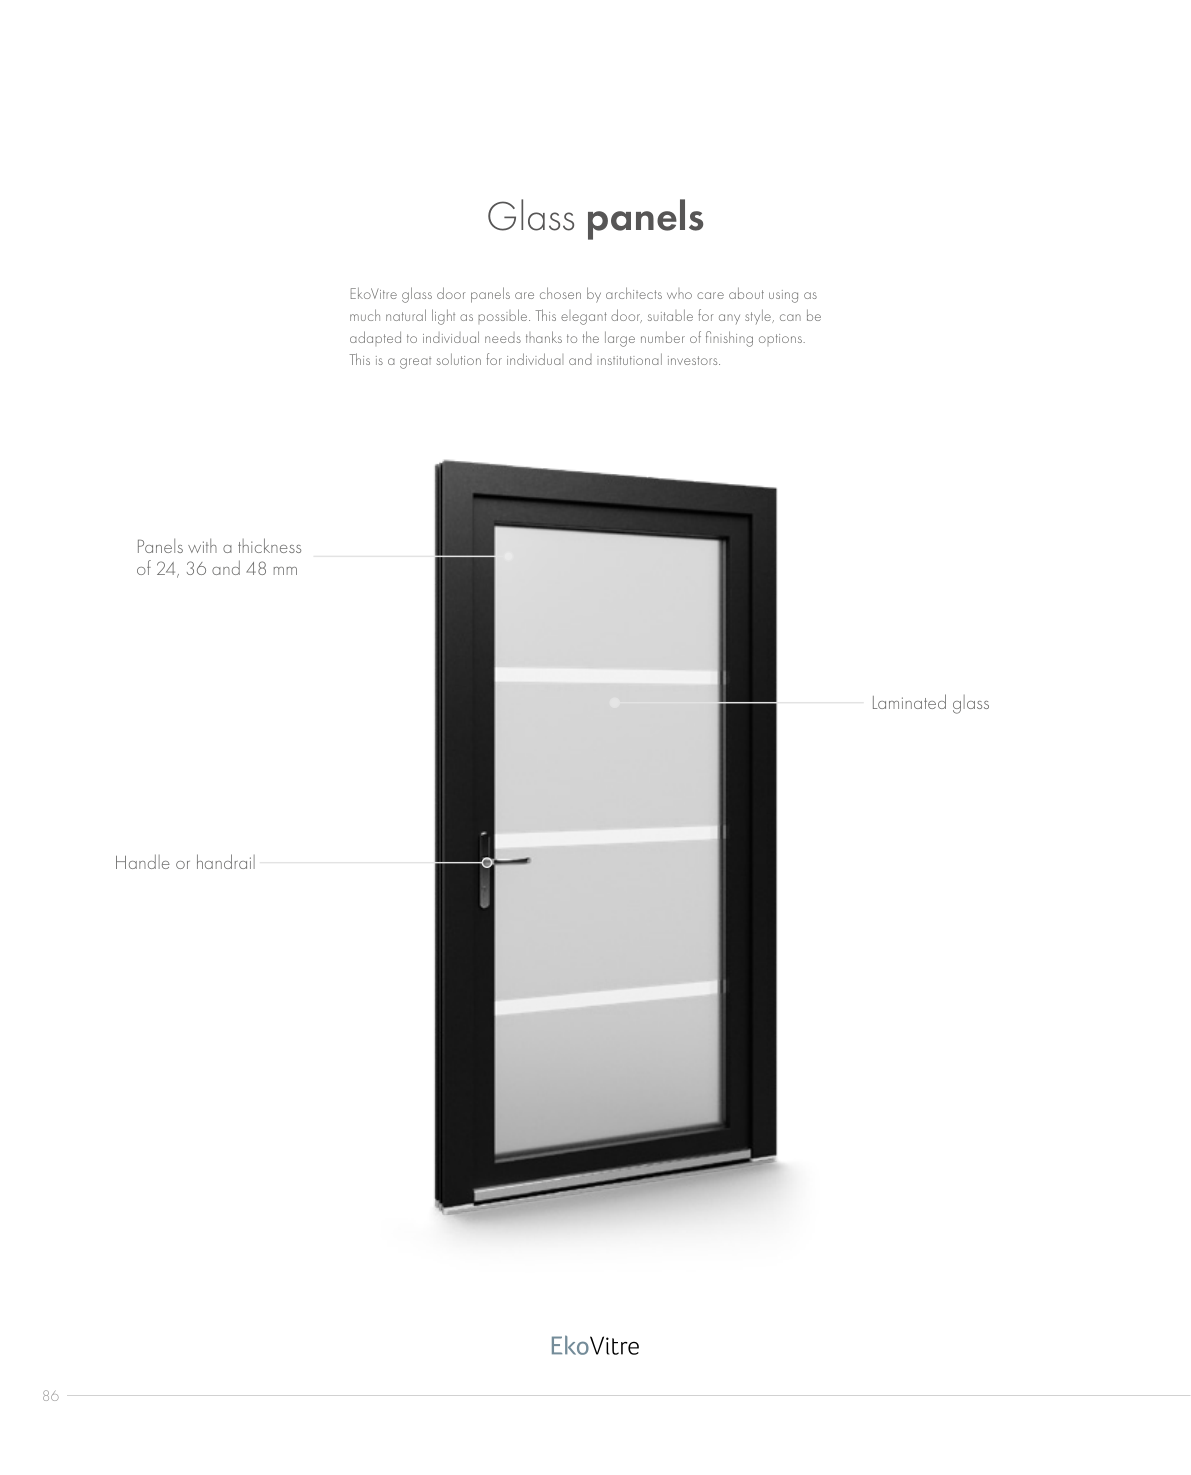 Glass panels
EkoVitre glass door panels are chosen by architects who care about using as
much natural light as possible. This elegant door, suitable for any style, can be
adapted to individual needs thanks to the large number of finishing options.
This is a great solution for individual and institutional investors.
Panels with a thickness
of 24, 36 and 48 mm
Laminated glass
Handle or handrail
EkoVitre
86